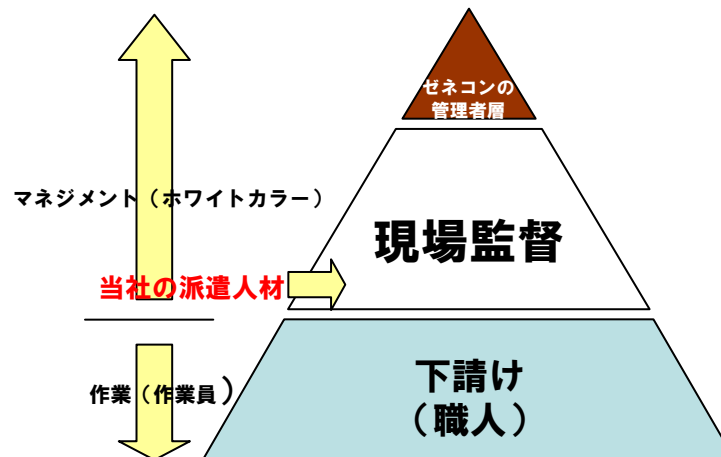 ゼネコンの
管理者層
マネジメント（ホワイトカラー）
現場監督
当社の派遣人材
作業（作業員）
下請け
（職人）